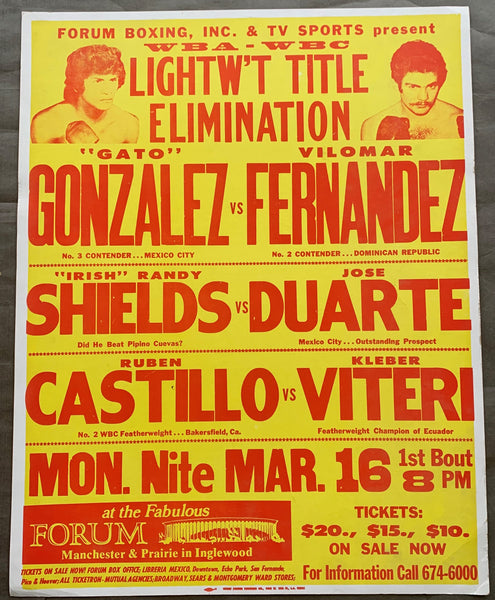 FORUM BOXING, INC. & TV SPORTS present
WBA-WBC
LIGHTW'T TITLE
ELIMINATION
"GATO" VILOMAR
GONZALEZ vs FERNANDEZ
No. 3 CONTENDER...MEXICO CITY No. 2 CONTENDER...DOMINICAN REPUBLIC
"IRISH" RANDY JOSE
SHIELDS vs DUARTE
Did He Beat Pipino Cuevas? Mexico City...Outstanding Prospect
RUBEN KLEBER
CASTILLO vs VITERI
No. 2 WBC Featherweight...Bakersfield, Ca. Featherweight Champion of Ecuador
MON. Nite MAR. 16 1st Bout
8 PM
at the Fabulous
FORUM
Manchester & Prairie in Inglewood
TICKETS:
$20., $15., $10.
ON SALE NOW
For Information Call 674-6000
TICKETS ON SALE NOW! FORUM BOX OFFICE; LIBRERIA MEXICO, Downtown, Echo Park, San Fernando,
Pico & Hoover; ALL TICKETRON-MUTUAL AGENCIES; BROADWAY, SEARS & MONTGOMERY WARD STORES